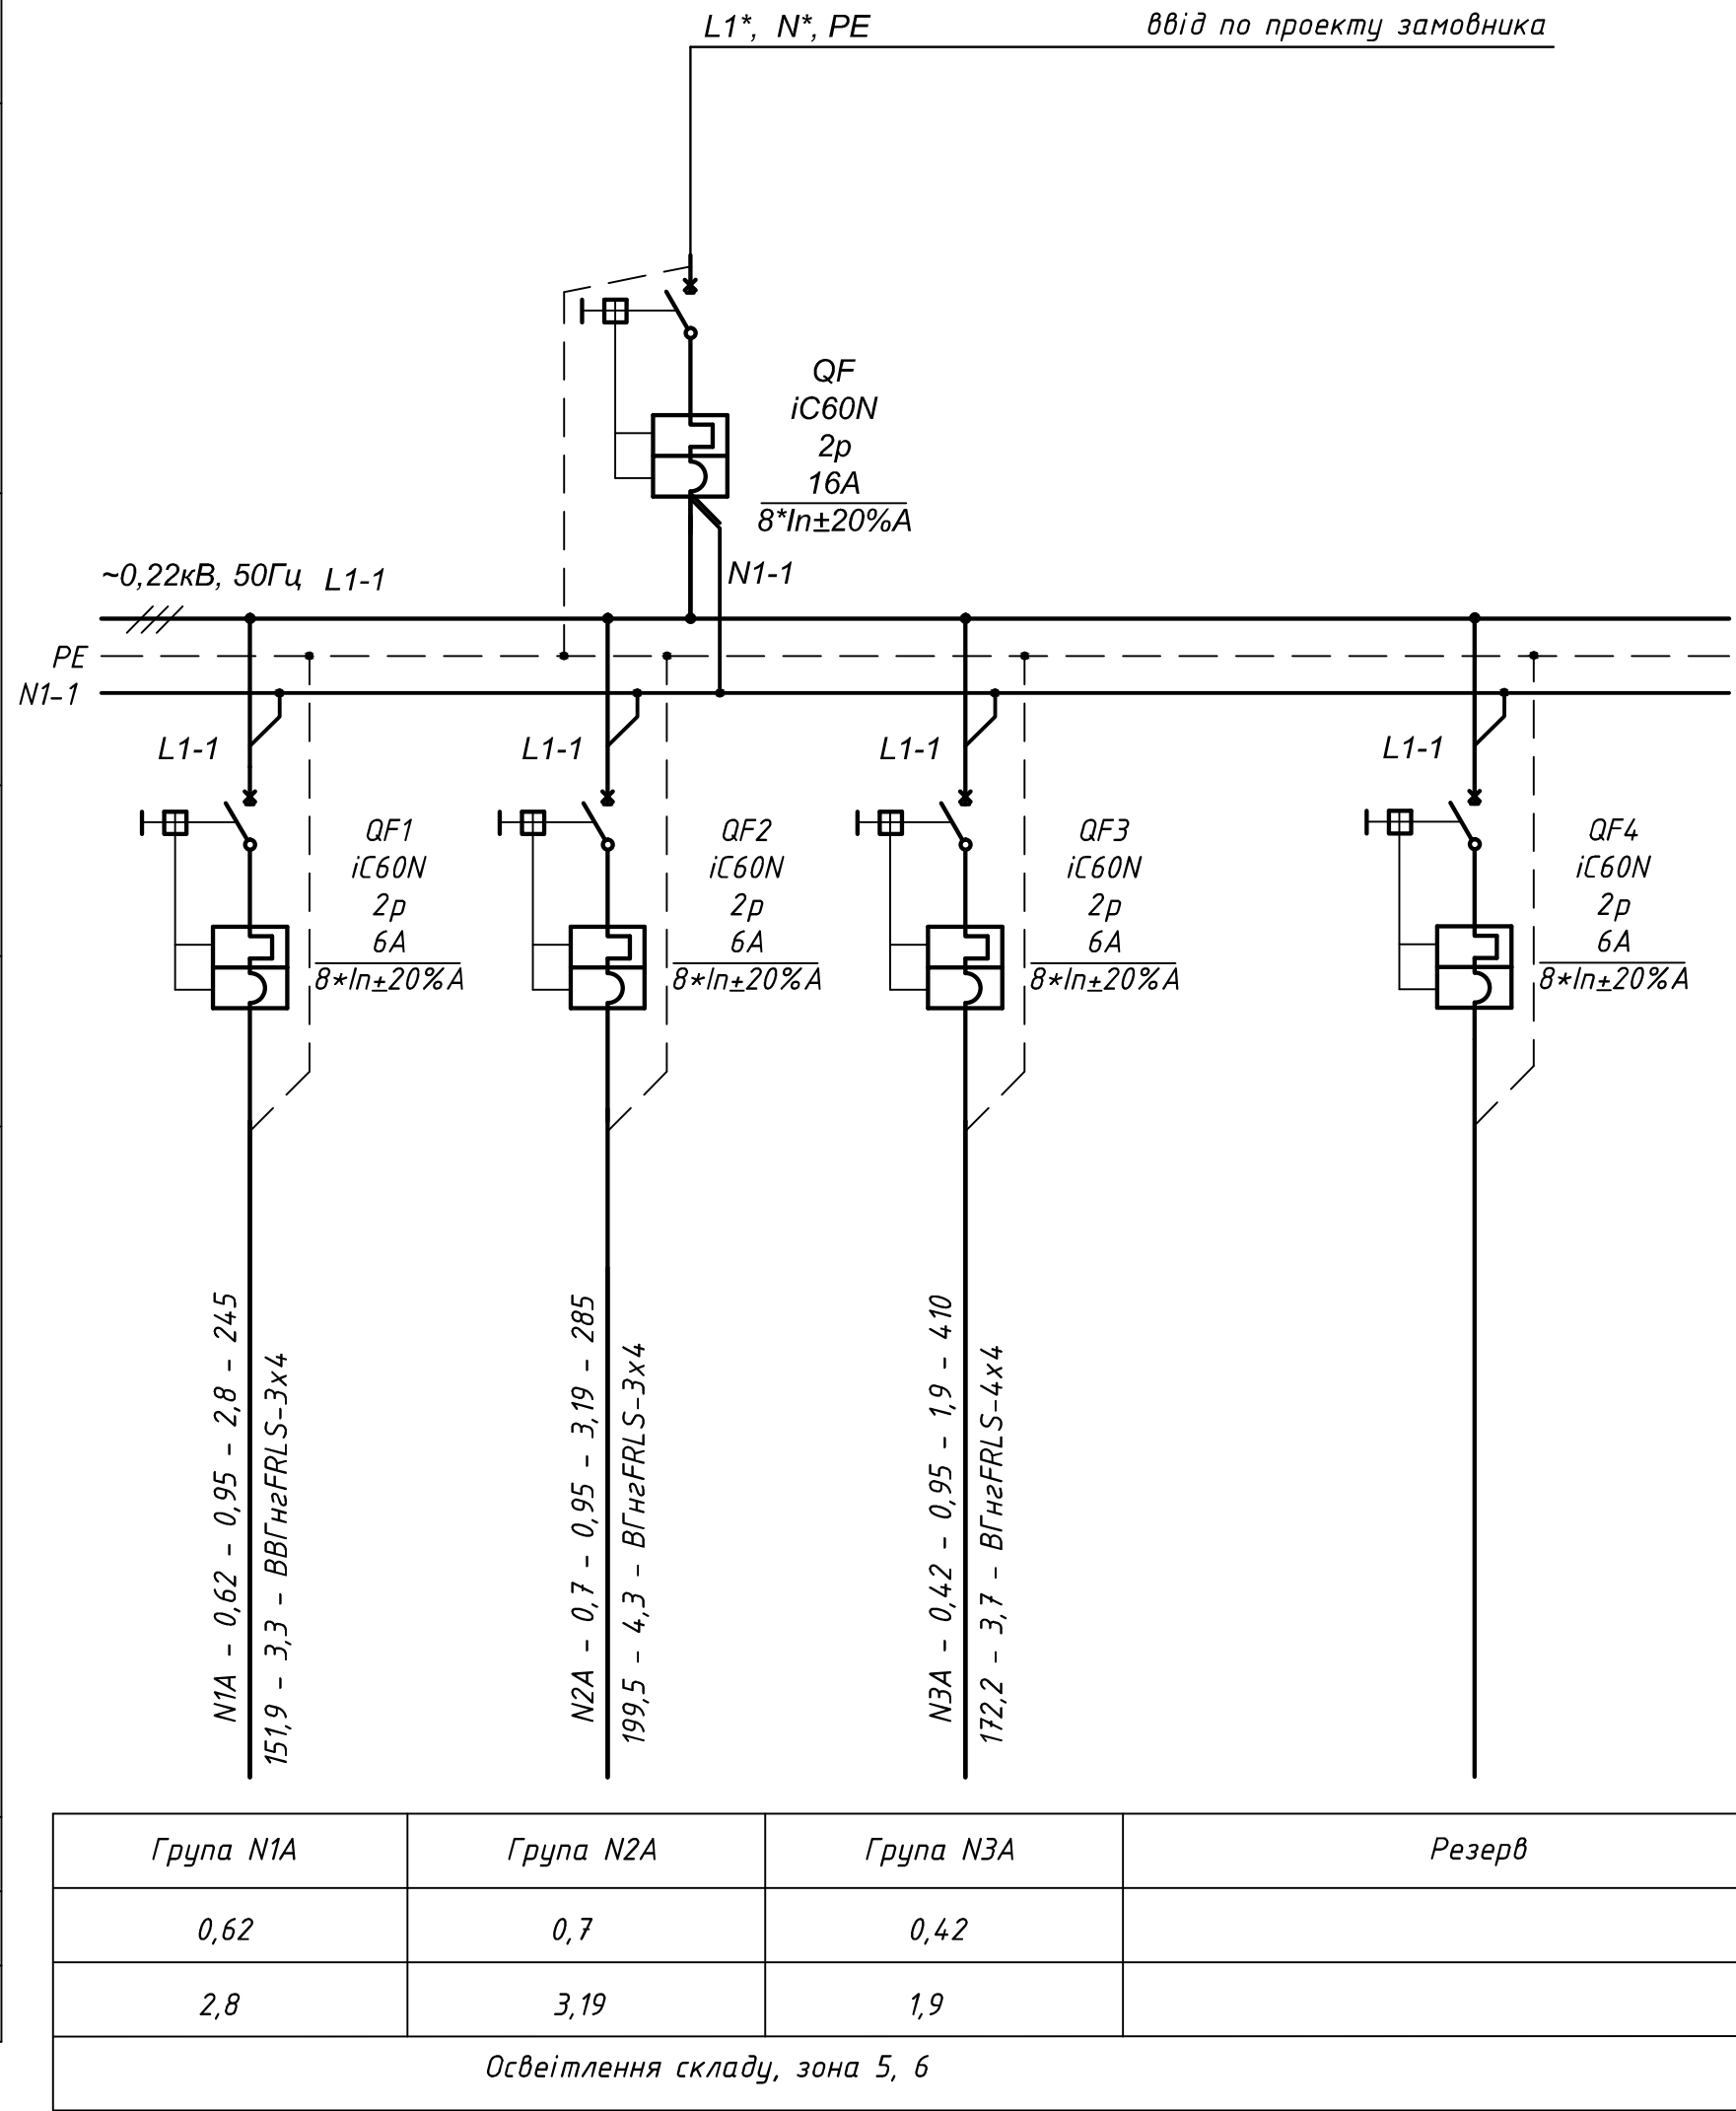 L1*, N*, PE
ввід по проекту замовника
QF
iC60N
2p
16A
8*In±20%A
~0,22кВ, 50Гц L1-1
N1-1
PE
N1-1
L1-1
L1-1
L1-1
L1-1
QF1
iC60N
2p
6A
8*In±20%A
QF2
iC60N
2p
6A
8*In±20%A
QF3
iC60N
2p
6A
8*In±20%A
QF4
iC60N
2p
6A
8*In±20%A
N1A - 0,62 - 0,95 - 2,8 - 245
151,9 - 3,3 - ВВГнгFRLS-3x4
N2A - 0,7 - 0,95 - 3,19 - 285
199,5 - 4,3 - ВГнгFRLS-3x4
N3A - 0,42 - 0,95 - 1,9 - 410
172,2 - 3,7 - ВГнгFRLS-4x4
Група N1A Група N2A Група N3A Резерв
0,62 0,7 0,42
2,8 3,19 1,9
Освеітлення складу, зона 5, 6